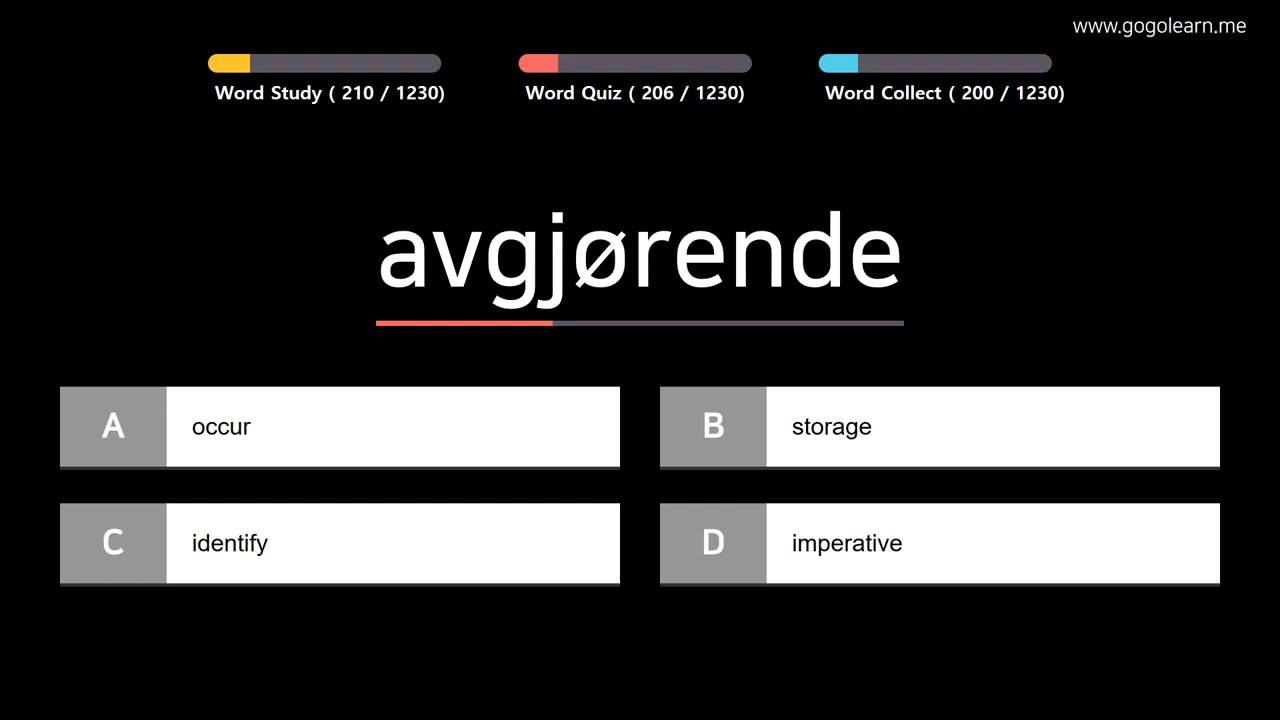 www.gogolearn.me
Word Study ( 210 / 1230)
Word Quiz ( 206 / 1230)
Word Collect ( 200 / 1230)
avgjørende
A occur
B storage
C identify
D imperative